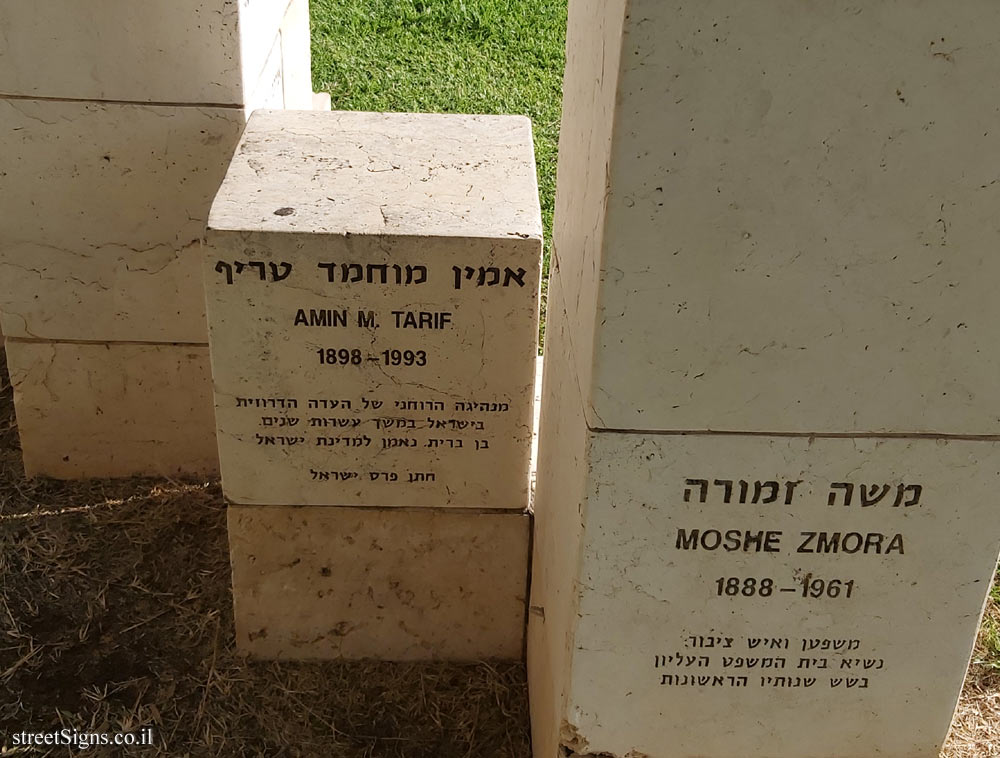 אמין מוחמד טריף
AMIN M. TARIF
1898-1993
מנהיגה הרוחני של העדה הדרוזית
בישראל במשך עשרות שנים
בן ברית נאמן למדינת ישראל
חתן פרס ישראל
משה זמורה
MOSHE ZMORA
1888-1961
משפטן ואיש ציבור
נשיא בית המשפט העליון
בשש שנותיו הראשונות
streetSigns.co.il